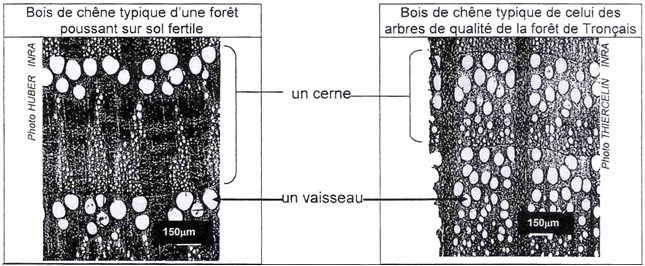 Bois de chêne typique d'une forêt
poussant sur sol fertile
Bois de chêne typique de celui des
arbres de qualité de la forêt de Tronçais
Photo HUBER INRA
un cerne
un vaisseau
150µm
Photo THIERCELIN INRA
150µm